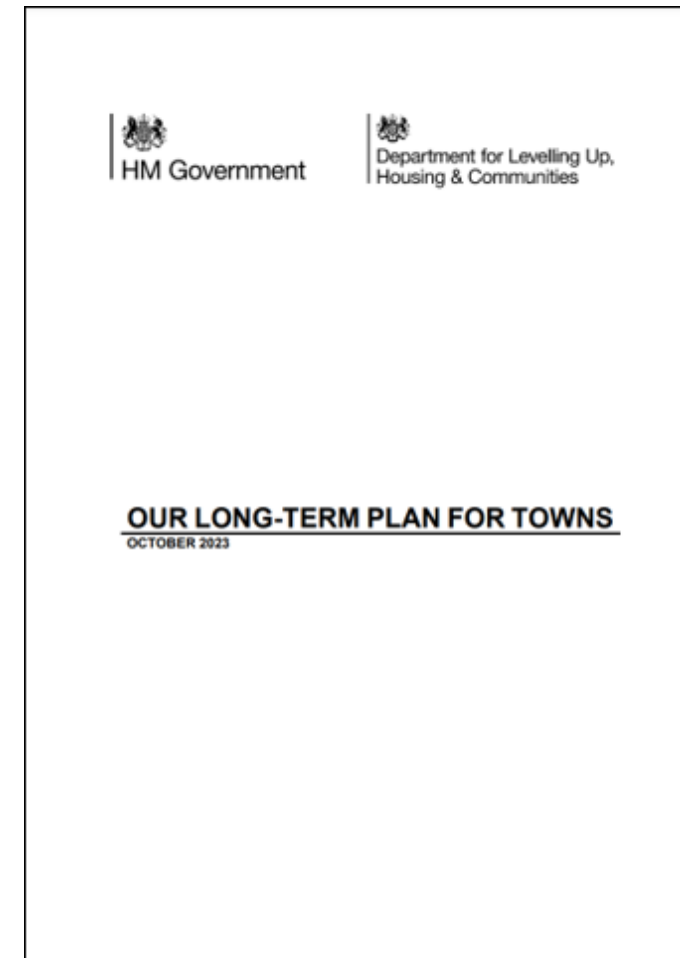 HM Government
Department for Levelling Up,
Housing & Communities
OUR LONG-TERM PLAN FOR TOWNS
OCTOBER 2023